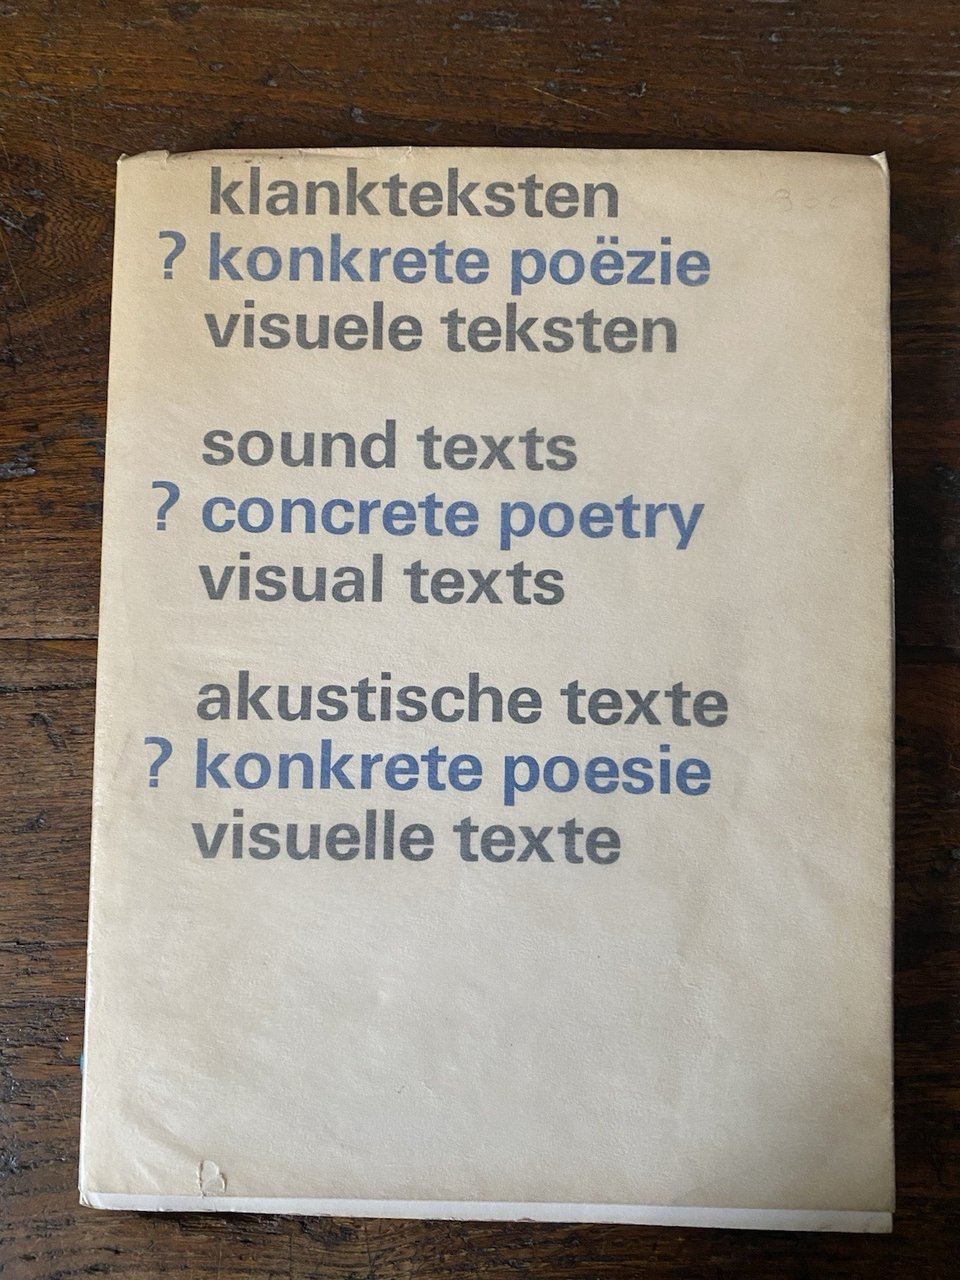 klankteksten
? konkrete poëzie
visuele teksten
sound texts
? concrete poetry
visual texts
akustische texte
? konkrete poesie
visuelle texte